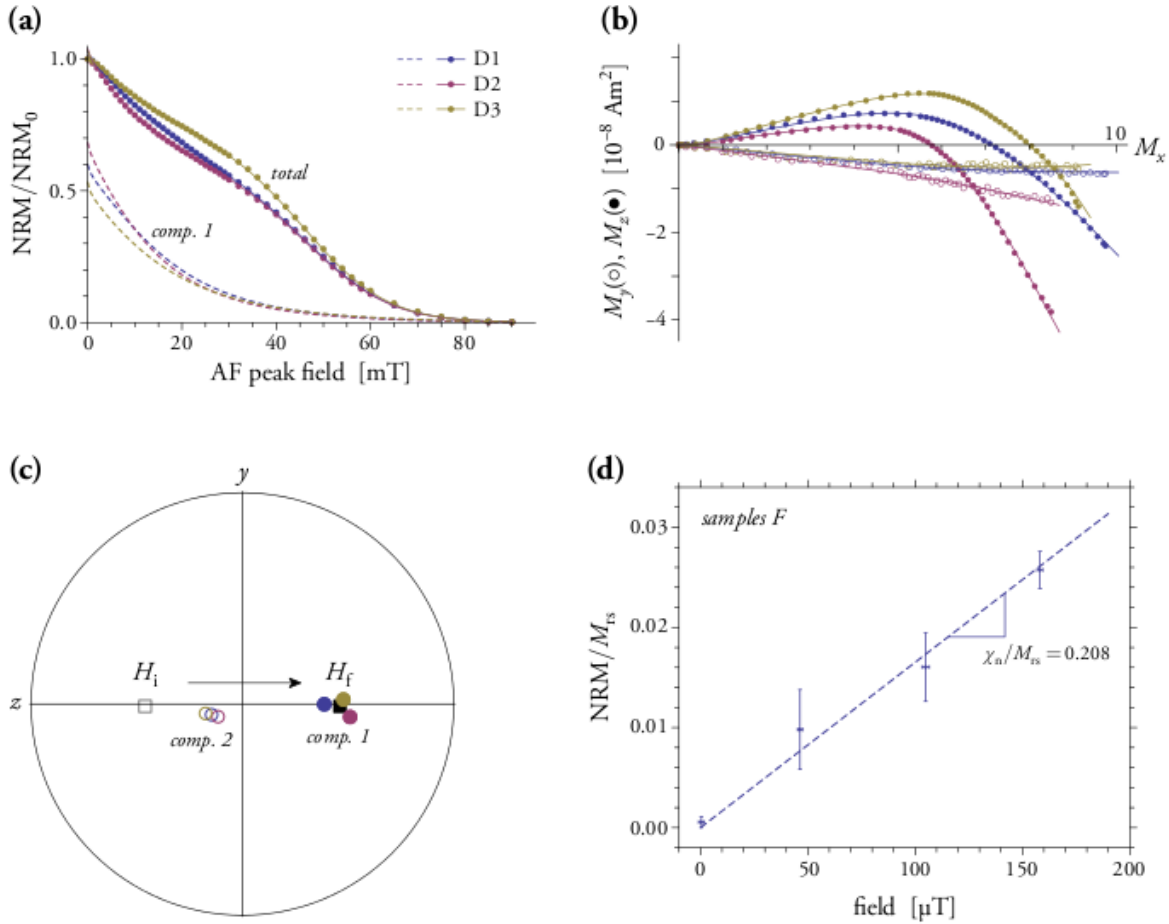 (a)
1.0
0.5
0.0
NRM/NRM₀
D1
D2
D3
total
comp. 1
0
20
40
60
80
AF peak field [mT]
(b)
0
−2
−4
M_y(○), M_z(●) [10⁻⁸ Am²]
10
M_x
(c)
y
z
H_i
H_f
comp. 2
comp. 1
(d)
samples F
0.03
0.02
0.01
0.00
NRM/M_rs
χ_n/M_rs = 0.208
0
50
100
150
200
field [µT]